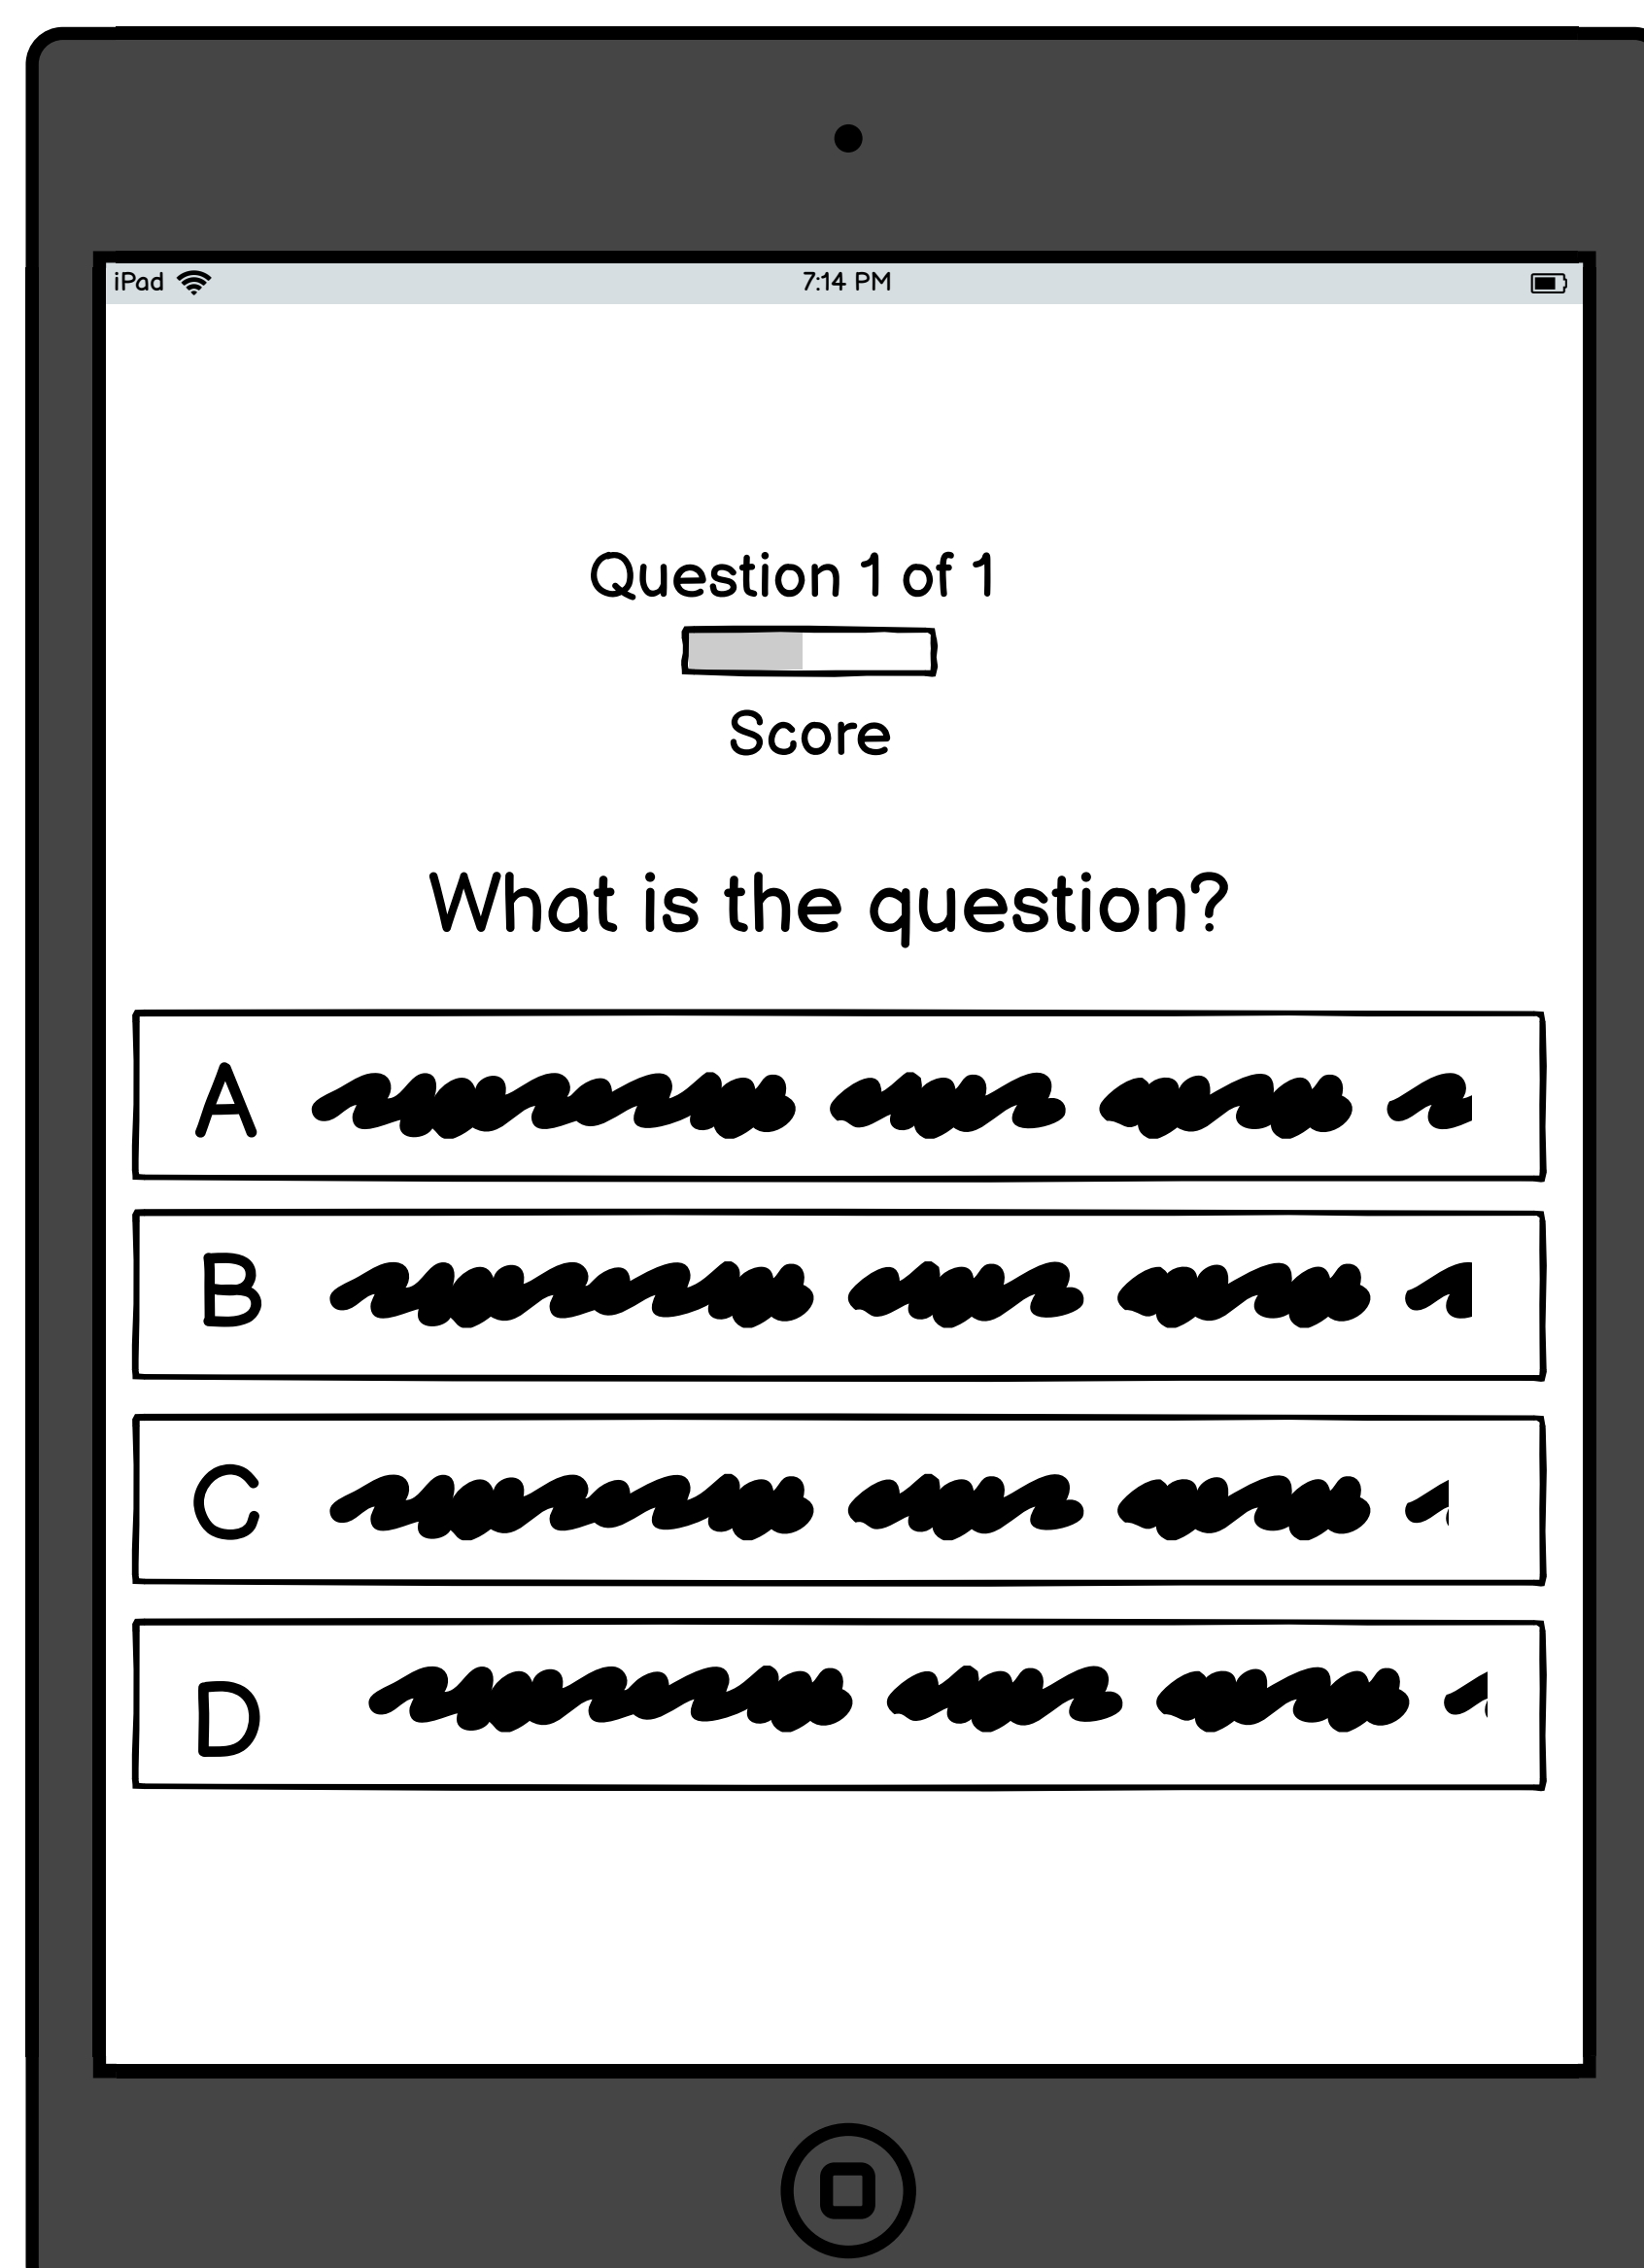 iPad 7:14 PM
Question 1 of 1
Score
What is the question?
A
B
C
D